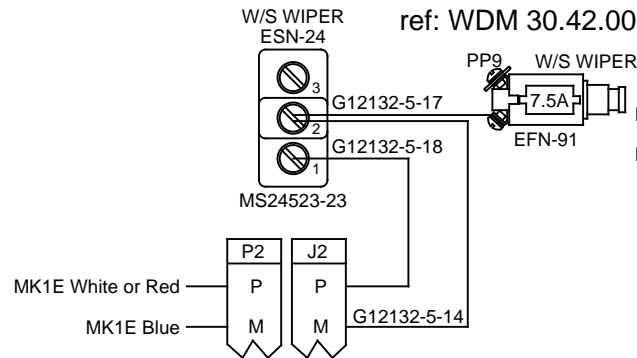 W/S WIPER
ESN-24
ref: WDM 30.42.00
PP9
W/S WIPER
3
G12132-5-17
7.5A
2
EFN-91
G12132-5-18
1
MS24523-23
P2
J2
MK1E White or Red
P
P
MK1E Blue
M
M
G12132-5-14